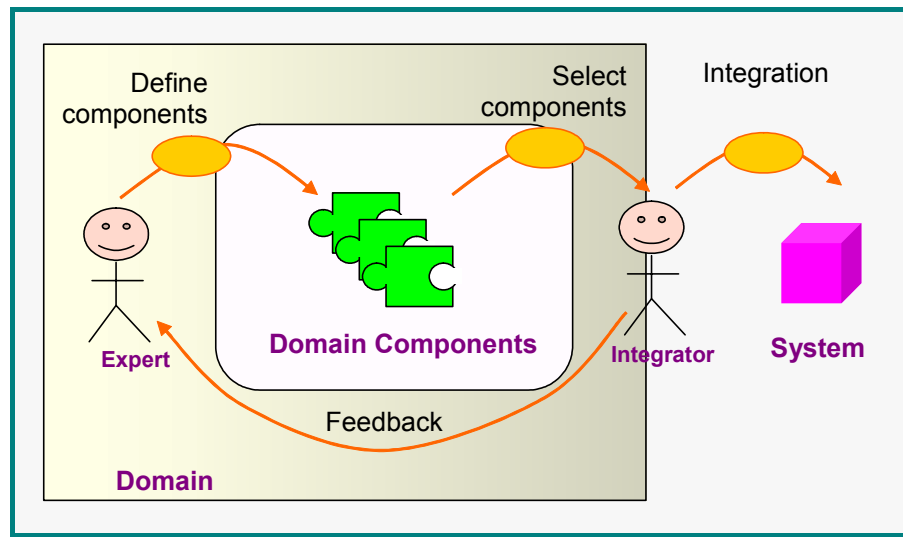 Define
components
Select
components
Integration
Expert
Domain Components
Integrator
System
Feedback
Domain